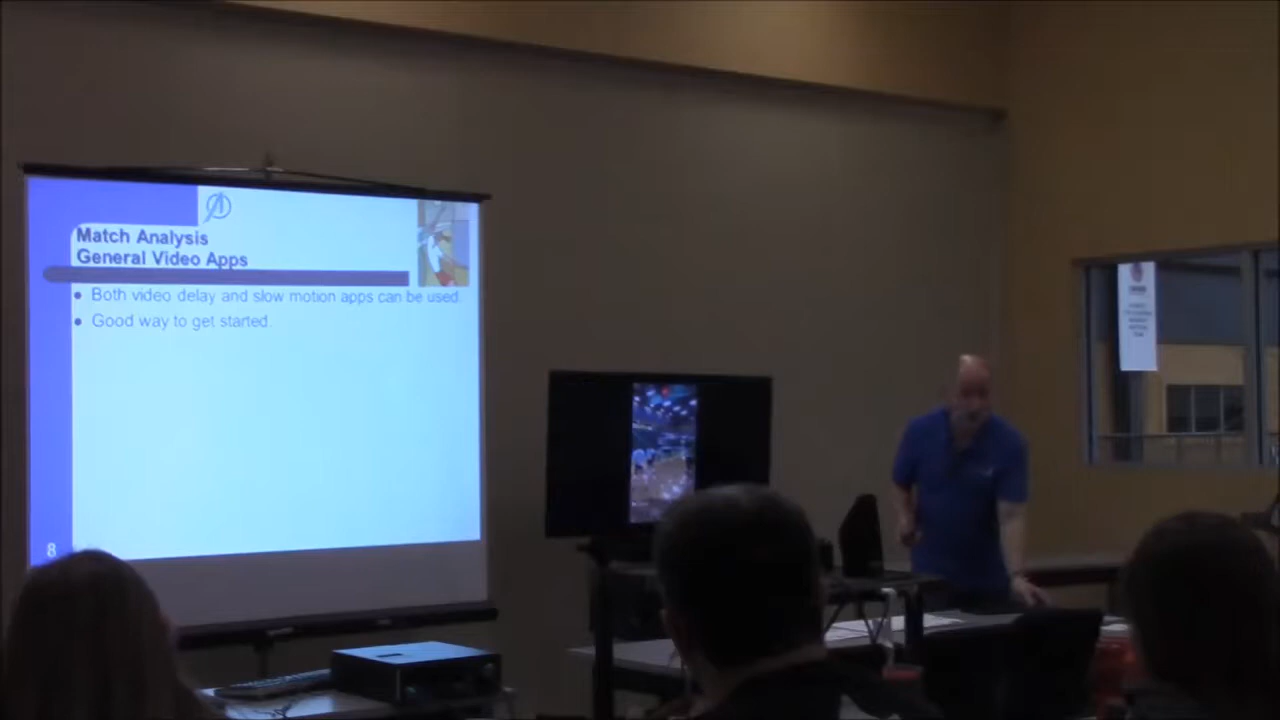 Match Analysis
General Video Apps
• Both video delay and slow motion apps can be used.
• Good way to get started.
8